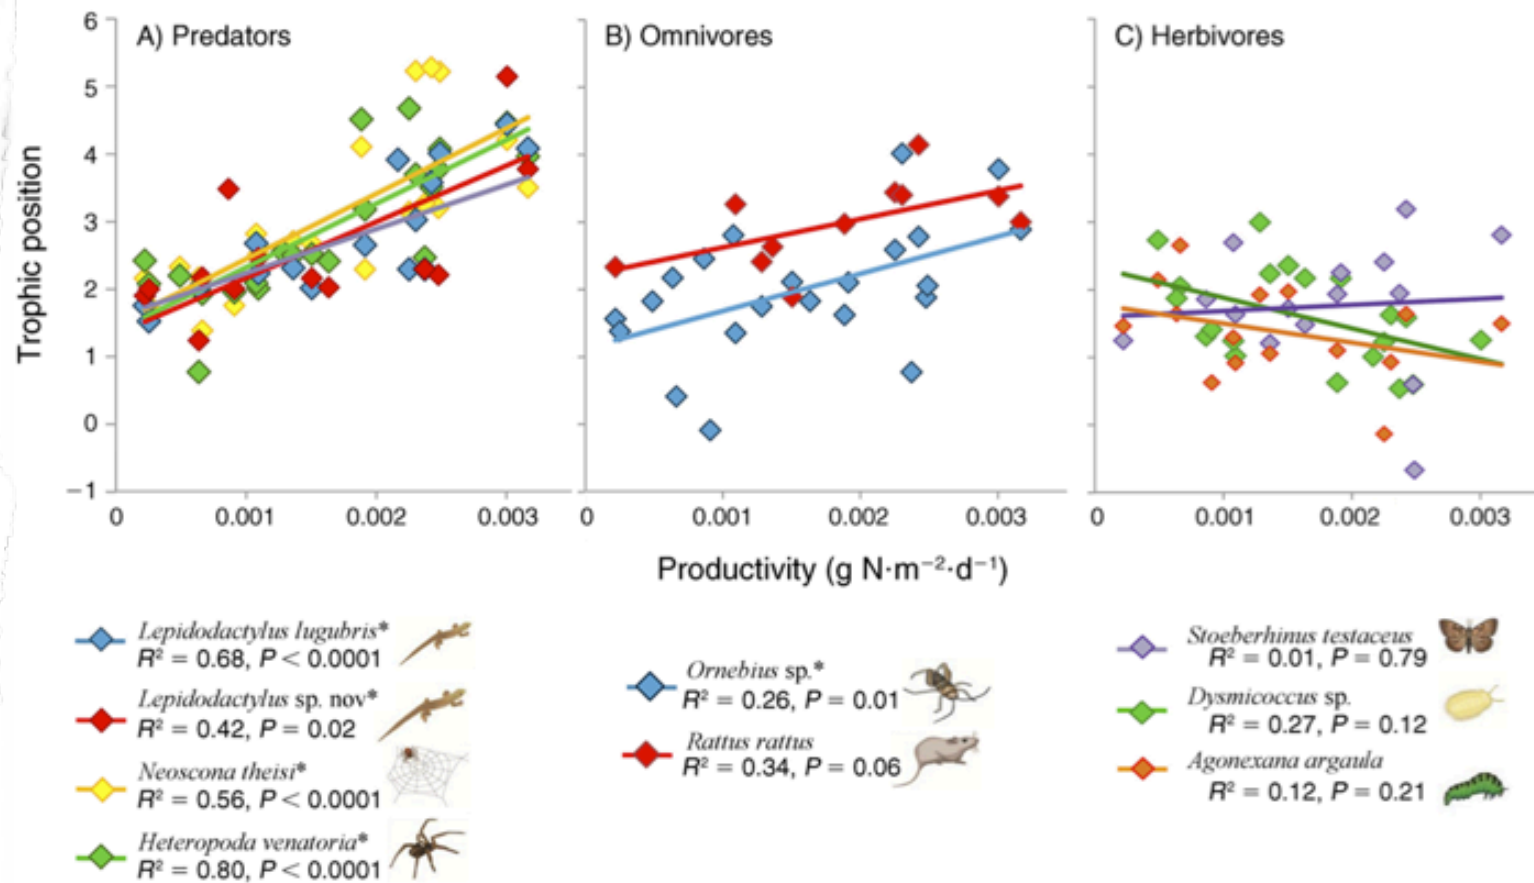 A) Predators
B) Omnivores
C) Herbivores
6
5
4
3
2
1
0
−1
Trophic position
0 0.001 0.002 0.003
0 0.001 0.002 0.003
0 0.001 0.002 0.003
Productivity (g N·m⁻²·d⁻¹)
Lepidodactylus lugubris*
R² = 0.68, P < 0.0001
Lepidodactylus sp. nov*
R² = 0.42, P = 0.02
Neoscona theisi*
R² = 0.56, P < 0.0001
Heteropoda venatoria*
R² = 0.80, P < 0.0001
Ornebius sp.*
R² = 0.26, P = 0.01
Rattus rattus
R² = 0.34, P = 0.06
Stoeberhinus testaceus
R² = 0.01, P = 0.79
Dysmicoccus sp.
R² = 0.27, P = 0.12
Agonexana argaula
R² = 0.12, P = 0.21